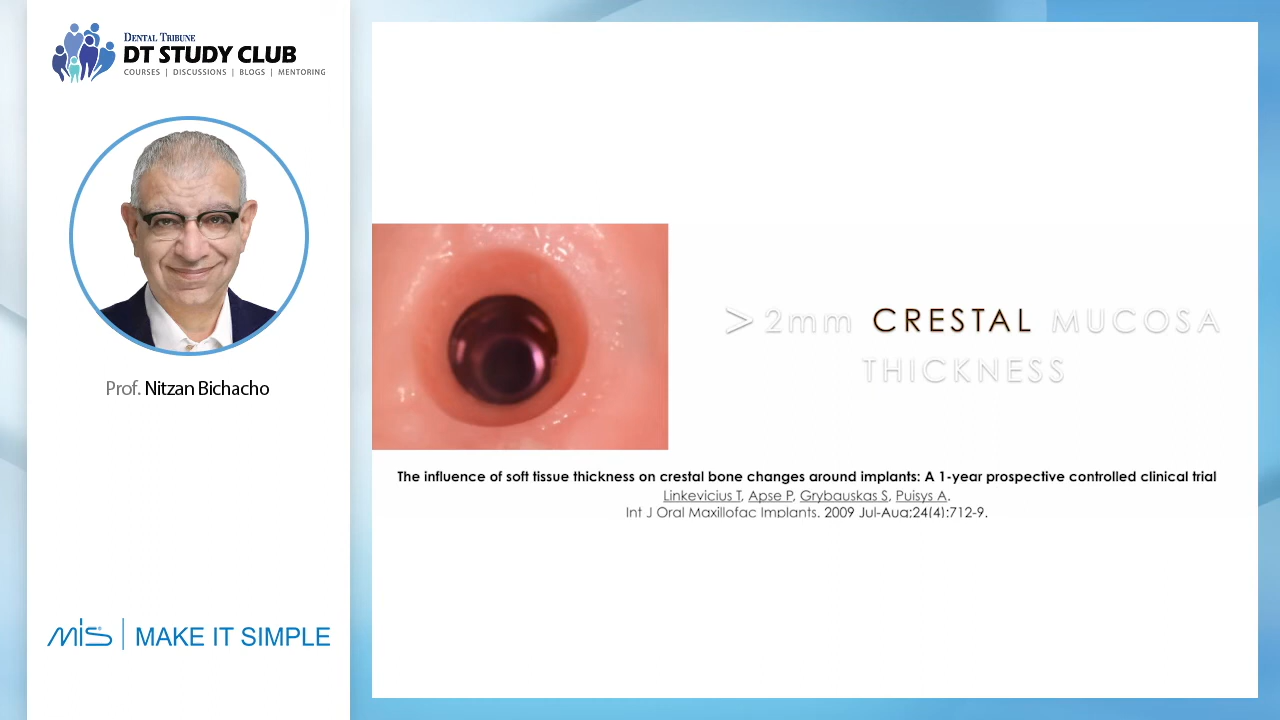 DENTAL TRIBUNE
DT STUDY CLUB
COURSES | DISCUSSIONS | BLOGS | MENTORING
Prof. Nitzan Bichacho
mis® | MAKE IT SIMPLE
> 2mm CRESTAL MUCOSA
THICKNESS
The influence of soft tissue thickness on crestal bone changes around implants: A 1-year prospective controlled clinical trial
Linkevicius T, Apse P, Grybauskas S, Puisys A.
Int J Oral Maxillofac Implants. 2009 Jul-Aug;24(4):712-9.